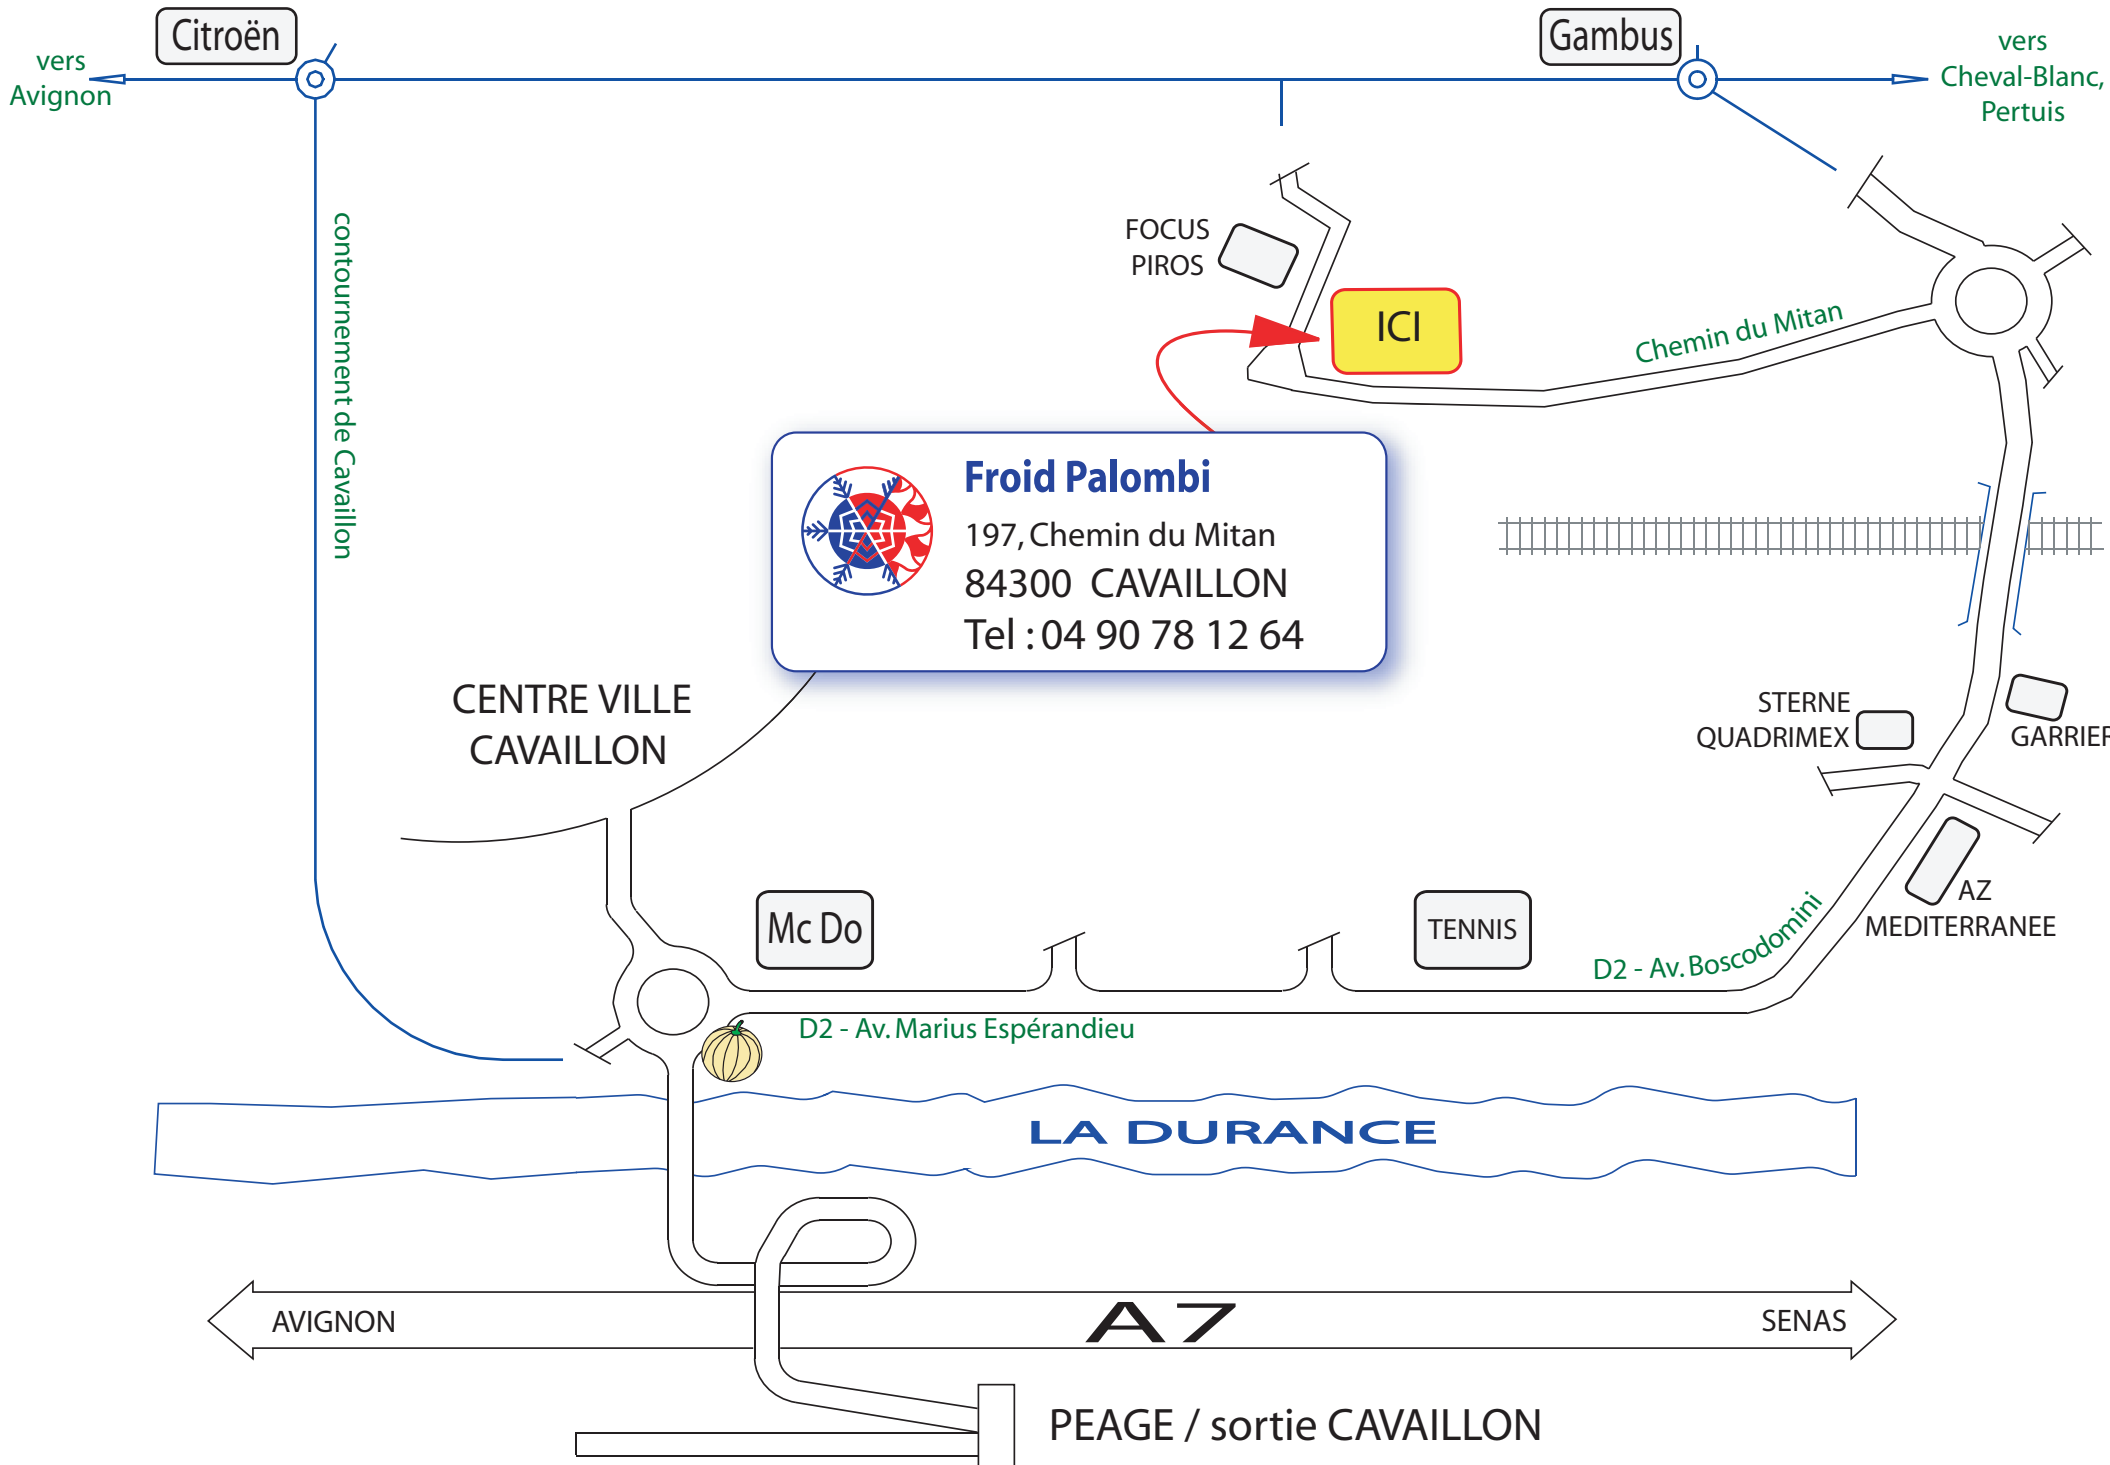 Citroën
Gambus
vers
Avignon
vers
Cheval-Blanc,
Pertuis
contournement de Cavaillon
FOCUS
PIROS
ICI
Chemin du Mitan
Froid Palombi
197, Chemin du Mitan
84300 CAVAILLON
Tel : 04 90 78 12 64
CENTRE VILLE
CAVAILLON
STERNE
QUADRIMEX
GARRIER
Mc Do
TENNIS
AZ
MEDITERRANEE
D2 - Av. Boscodomini
D2 - Av. Marius Espérandieu
LA DURANCE
AVIGNON
A7
SENAS
PEAGE / sortie CAVAILLON